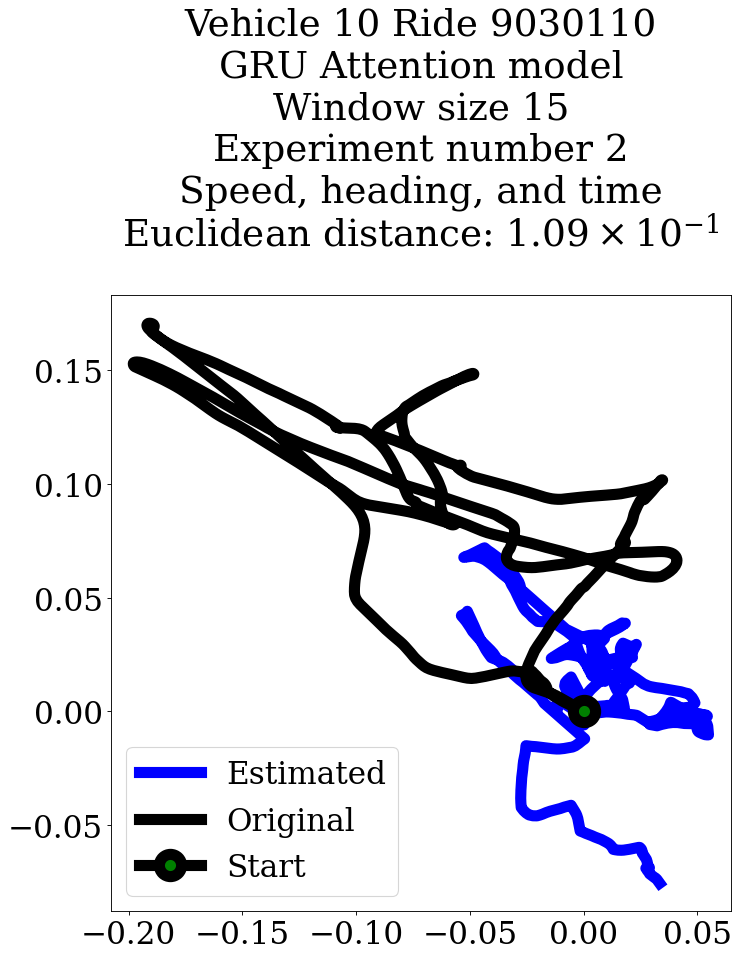 Vehicle 10 Ride 9030110
GRU Attention model
Window size 15
Experiment number 2
Speed, heading, and time
Euclidean distance: 1.09 × 10⁻¹
0.15
0.10
0.05
0.00
−0.05
Estimated
Original
Start
−0.20 −0.15 −0.10 −0.05 0.00 0.05